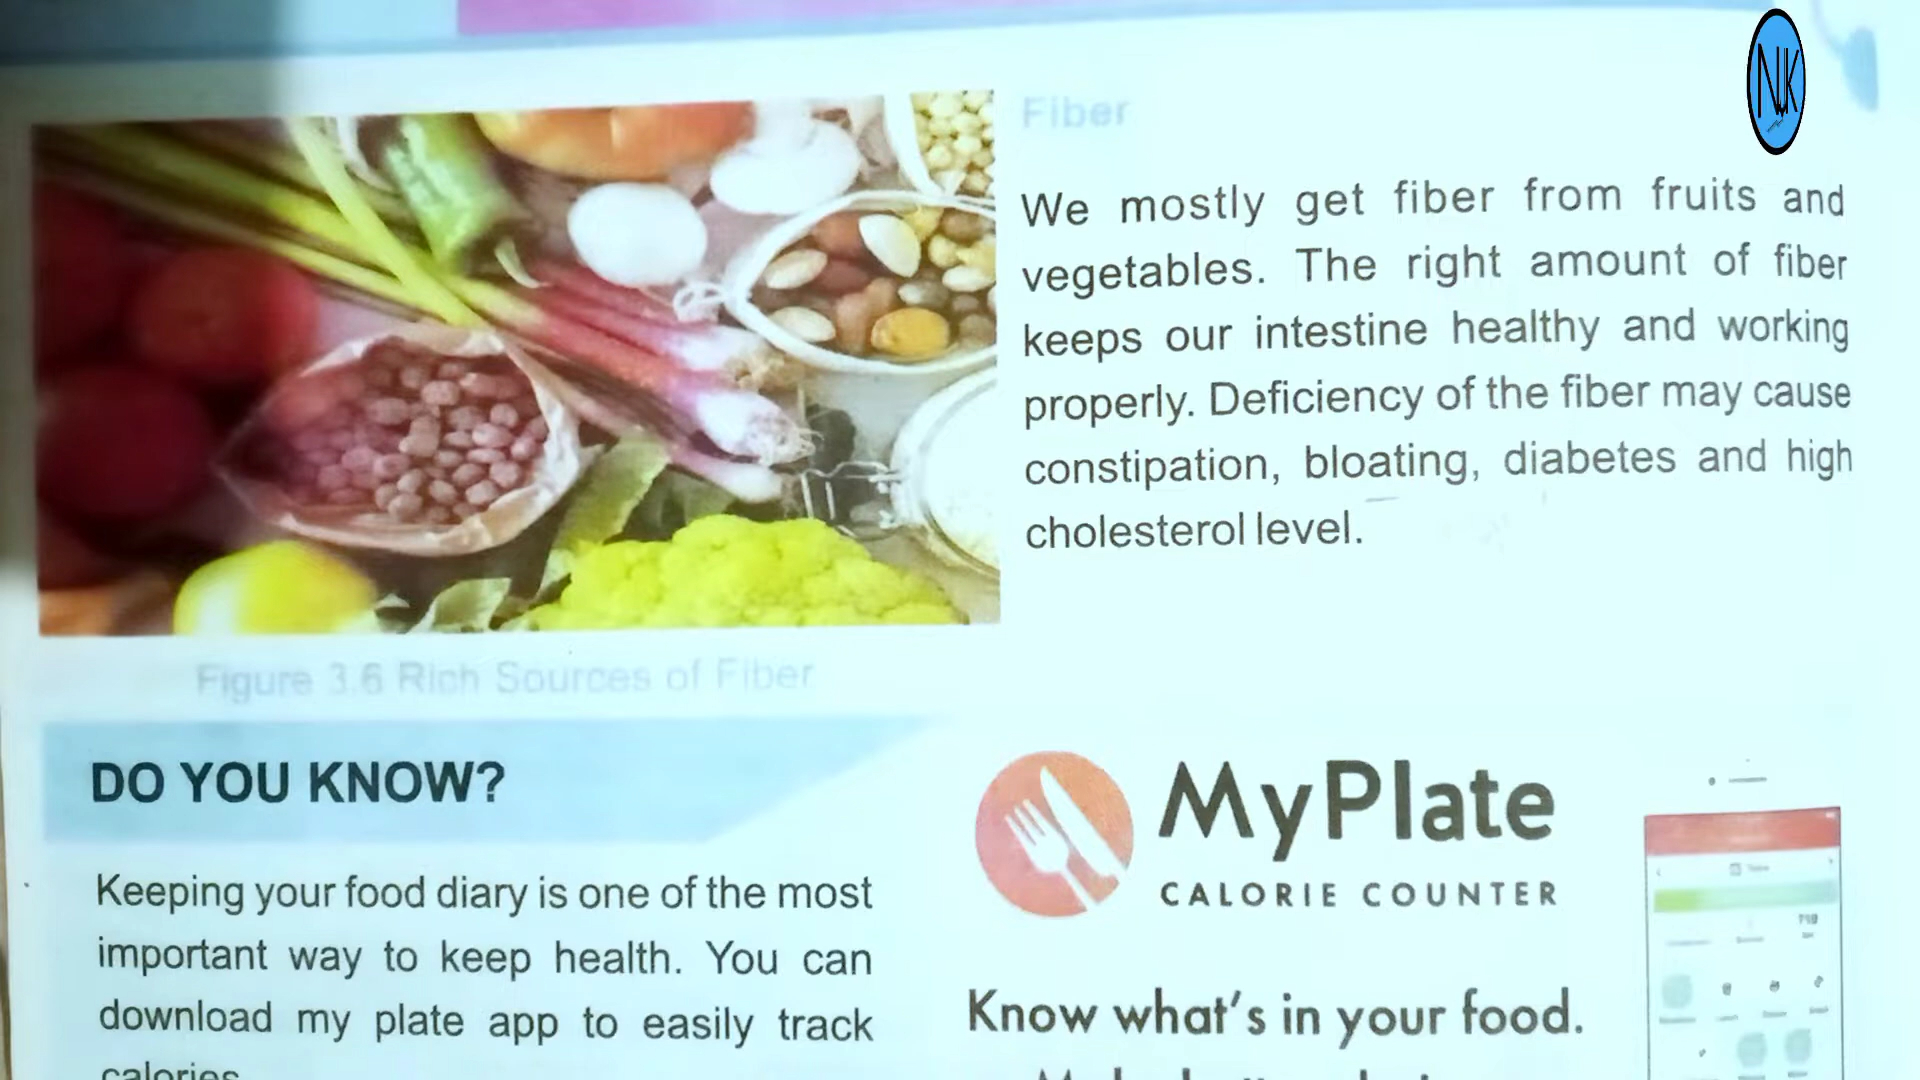 NK
Fiber
We mostly get fiber from fruits and
vegetables. The right amount of fiber
keeps our intestine healthy and working
properly. Deficiency of the fiber may cause
constipation, bloating, diabetes and high
cholesterol level.
Figure 3.6 Rich Sources of Fiber
DO YOU KNOW?
Keeping your food diary is one of the most
important way to keep health. You can
download my plate app to easily track
calories
MyPlate
CALORIE COUNTER
Know what's in your food.